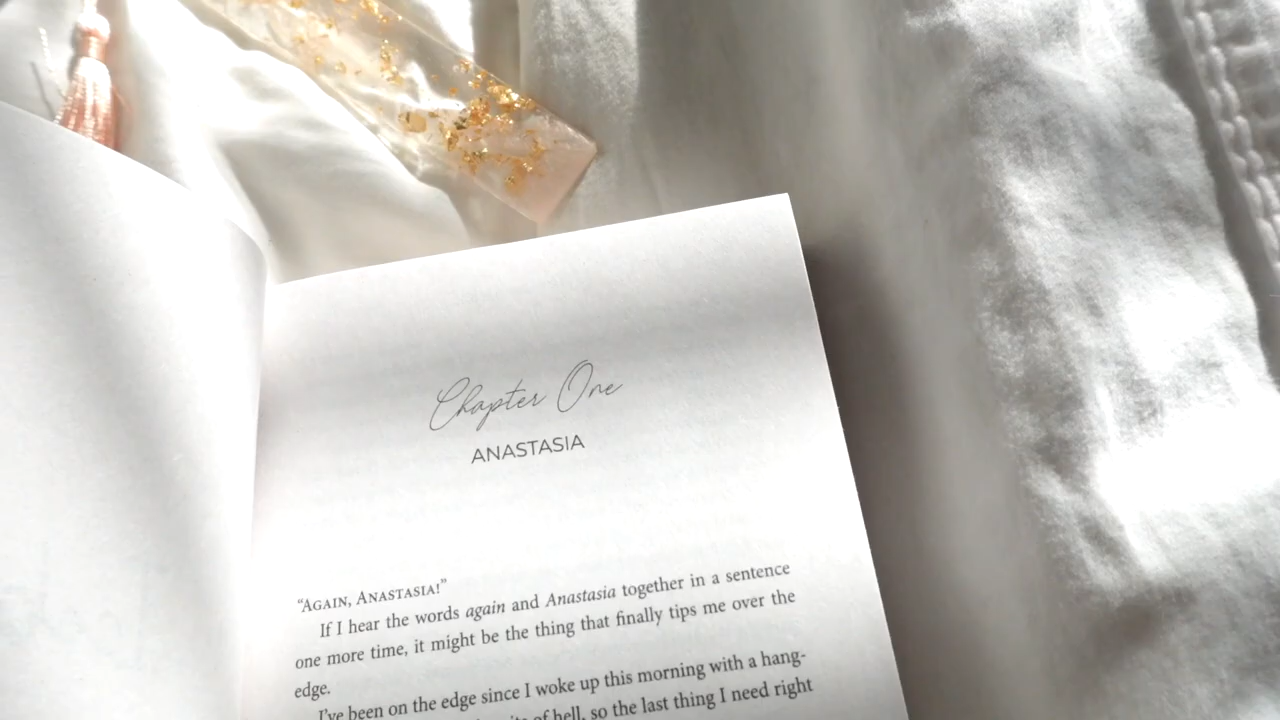 Chapter One
ANASTASIA
“AGAIN, ANASTASIA!”
If I hear the words again and Anastasia together in a sentence
one more time, it might be the thing that finally tips me over the
edge.
I’ve been on the edge since I woke up this morning with a hang-
of hell, so the last thing I need right